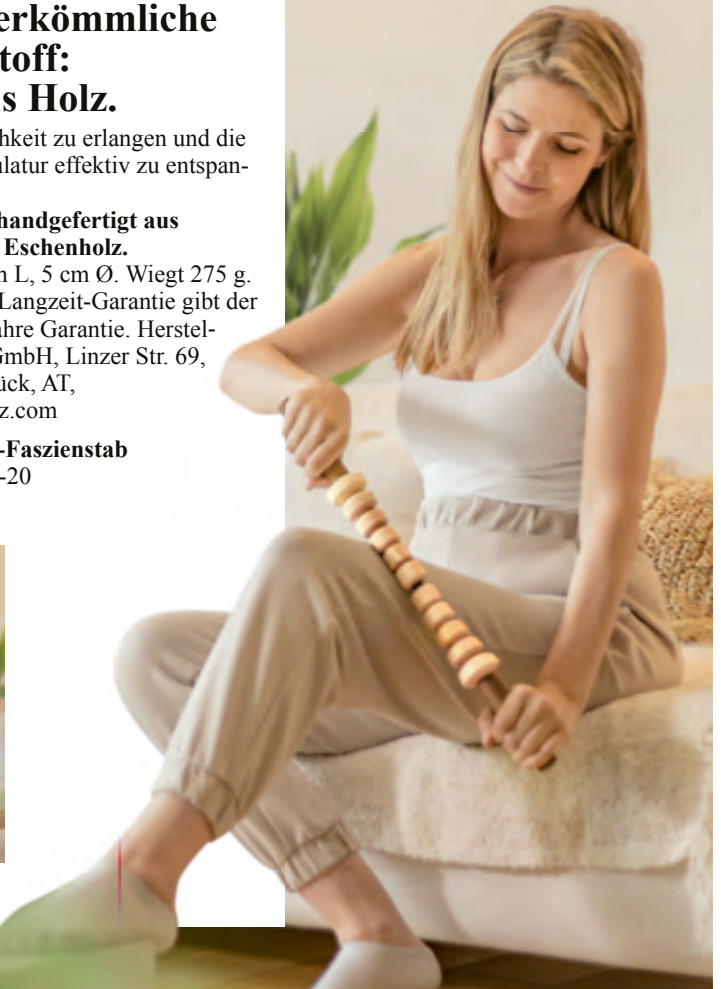 erkömmliche
toff:
s Holz.
hkeit zu erlangen und die
ulatur effektiv zu entspan-
handgefertigt aus
Eschenholz.
L, 5 cm Ø. Wiegt 275 g.
Langzeit-Garantie gibt der
ahre Garantie. Herstel-
GmbH, Linzer Str. 69,
ück, AT,
z.com
-Faszienstab
-20